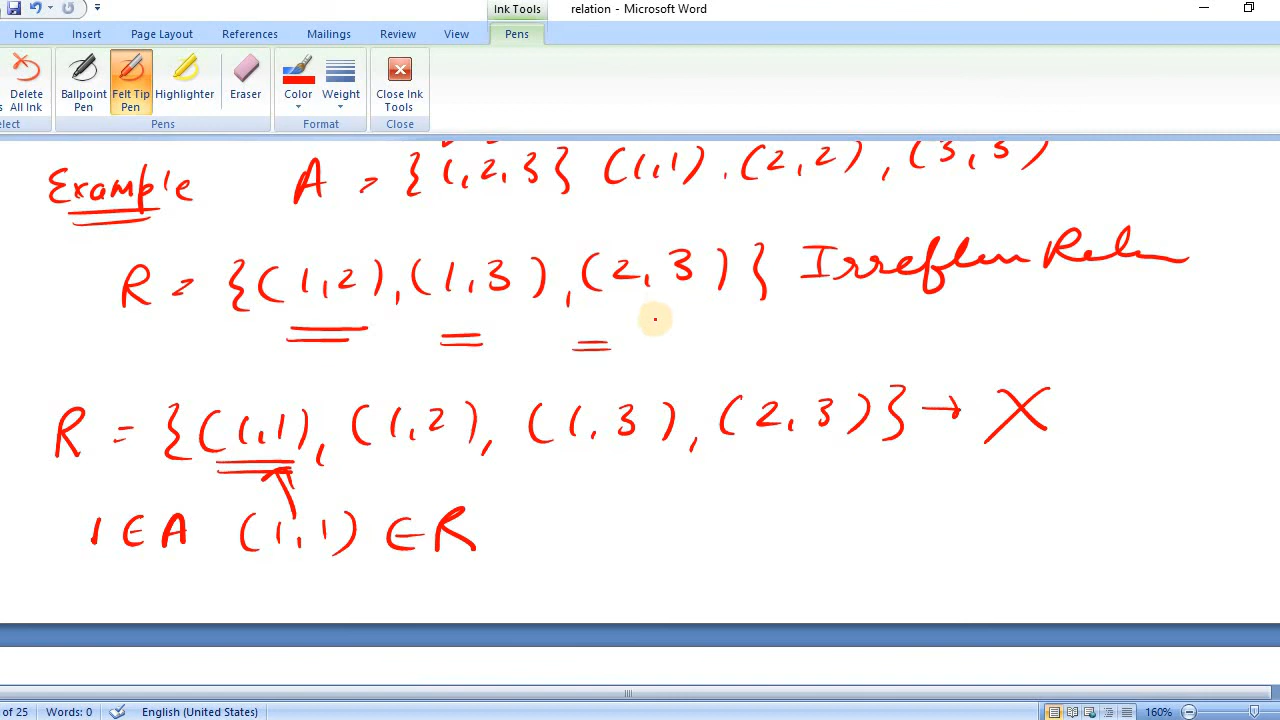 Ink Tools relation - Microsoft Word
Home Insert Page Layout References Mailings Review View Pens
Delete All Ink
Ballpoint Pen
Felt Tip Pen
Highlighter
Eraser
Color
Weight
Close Ink Tools
lect Pens Format Close
Example A = {1,2,3} (1,1). (2,2), (3,3)
R = {(1,2),(1,3),(2,3)}
R = {(1,1), (1,2), (1,3), (2,3)} → X
1 ∈ A (1,1) ∈ R
of 25 Words: 0 English (United States) 160%